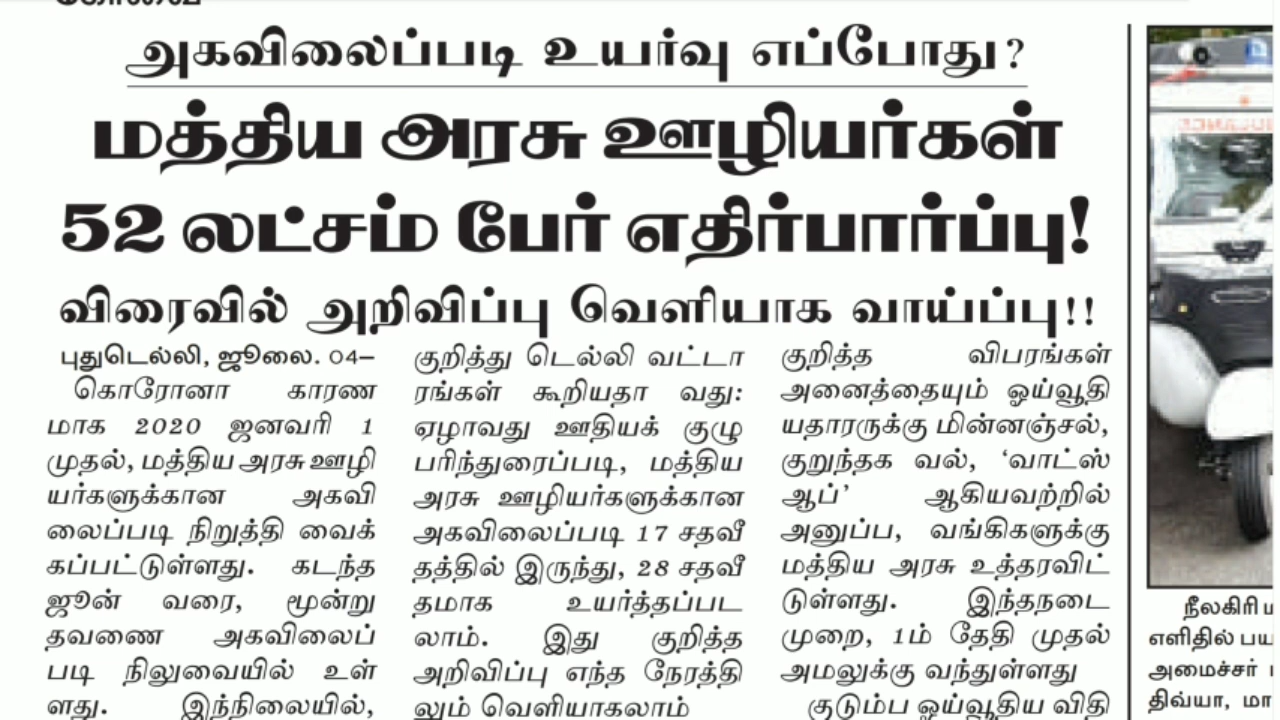 கோவை
அகவிலைப்படி உயர்வு எப்போது?
மத்திய அரசு ஊழியர்கள்
52 லட்சம் பேர் எதிர்பார்ப்பு!
விரைவில் அறிவிப்பு வெளியாக வாய்ப்பு!!
புதுடெல்லி, ஜூலை. 04–
கொரோனா காரண
மாக 2020 ஜனவரி 1
முதல், மத்திய அரசு ஊழி
யர்களுக்கான அகவி
லைப்படி நிறுத்தி வைக்
கப்பட்டுள்ளது. கடந்த
ஜூன் வரை, மூன்று
தவணை அகவிலைப்
படி நிலுவையில் உள்
ளது. இந்நிலையில்,
குறித்து டெல்லி வட்டா
ரங்கள் கூறியதா வது:
ஏழாவது ஊதியக் குழு
பரிந்துரைப்படி, மத்திய
அரசு ஊழியர்களுக்கான
அகவிலைப்படி 17 சதவீ
தத்தில் இருந்து, 28 சதவீ
தமாக உயர்த்தப்பட
லாம். இது குறித்த
அறிவிப்பு எந்த நேரத்தி
லும் வெளியாகலாம்
குறித்த விபரங்கள்
அனைத்தையும் ஓய்வூதி
யதாரருக்கு மின்னஞ்சல்,
குறுந்தக வல், ‘வாட்ஸ்
ஆப்’ ஆகியவற்றில்
அனுப்ப, வங்கிகளுக்கு
மத்திய அரசு உத்தரவிட்
டுள்ளது. இந்தநடை
முறை, 1ம் தேதி முதல்
அமலுக்கு வந்துள்ளது
குடும்ப ஓய்வூதிய விதி
நீலகிரி
எளிதில்
அமைச்சர்
திவ்யா,